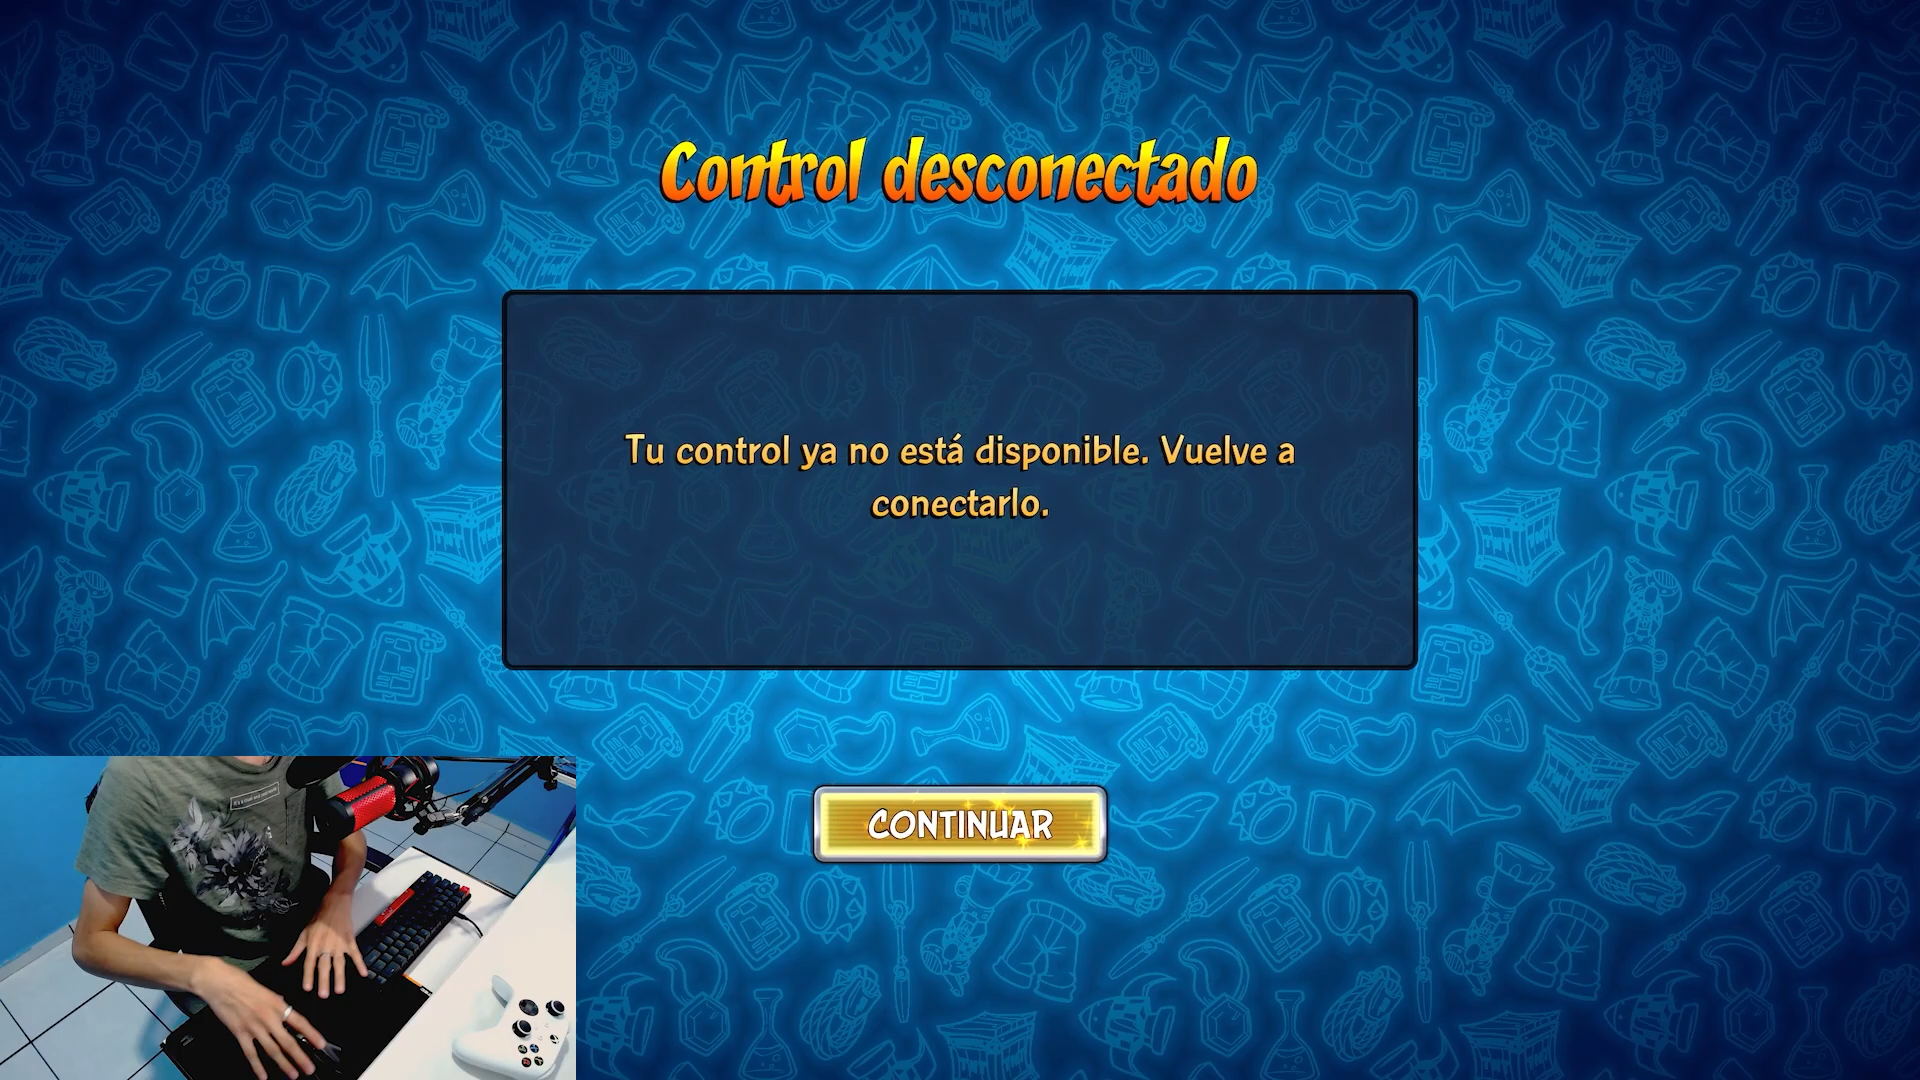 Control desconectado
Tu control ya no está disponible. Vuelve a
conectarlo.
CONTINUAR